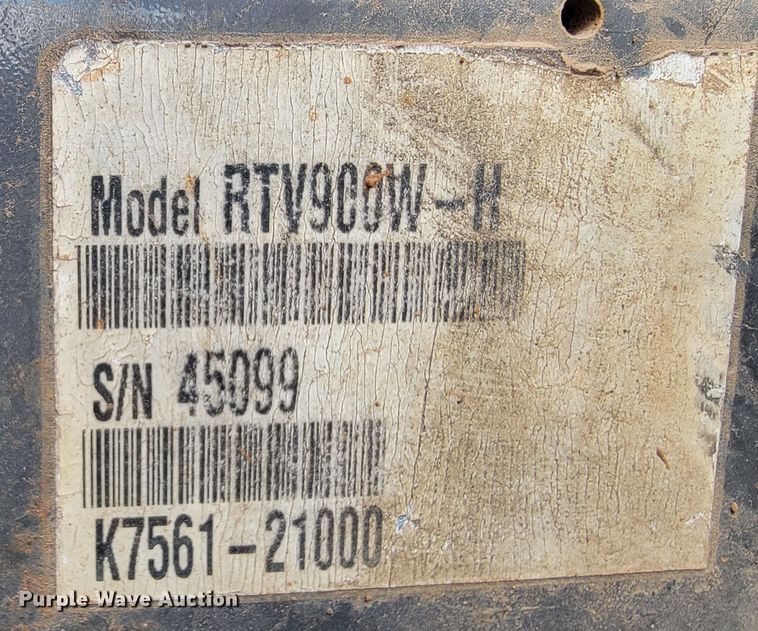 Model RTV900W-H
S/N 45099
K7561-21000
Purple Wave Auction